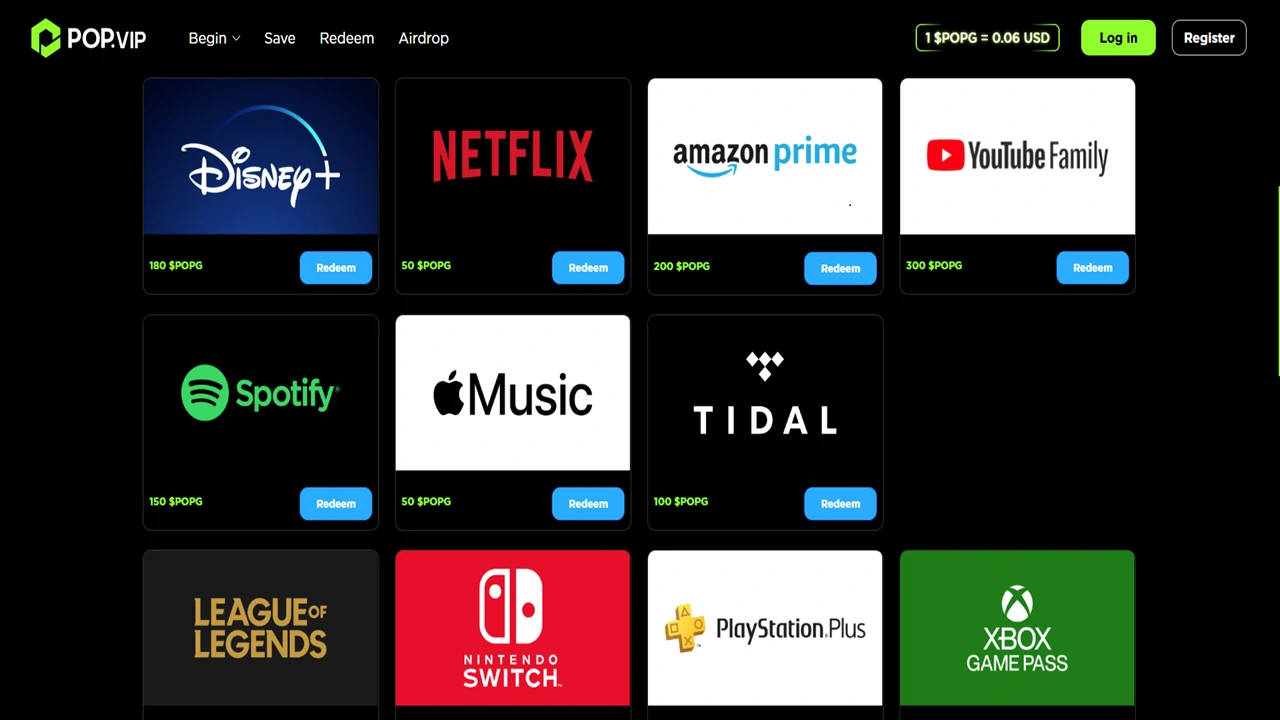 POP.VIP
Begin
Save
Redeem
Airdrop
1 $POPG = 0.06 USD
Log in
Register
Disney+
NETFLIX
amazon prime
YouTube Family
180 $POPG
Redeem
50 $POPG
Redeem
200 $POPG
Redeem
300 $POPG
Redeem
Spotify®
Music
TIDAL
150 $POPG
Redeem
50 $POPG
Redeem
100 $POPG
Redeem
LEAGUE OF
LEGENDS
NINTENDO
SWITCH™
PlayStation.Plus
XBOX
GAME PASS